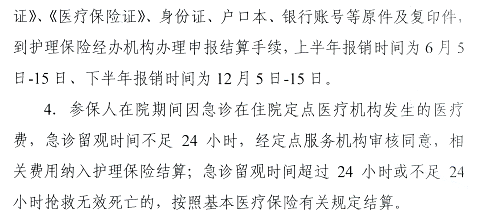 证》、《医疗保险证》、身份证、户口本、银行账号等原件及复印件，
到护理保险经办机构办理申报结算手续，上半年报销时间为 6 月 5
日-15 日、下半年报销时间为 12 月 5 日-15 日。
4．参保人在院期间因急诊在住院定点医疗机构发生的医疗
费，急诊留观时间不足 24 小时，经定点服务机构审核同意，相
关费用纳入护理保险结算；急诊留观时间超过 24 小时或不足 24
小时抢救无效死亡的，按照基本医疗保险有关规定结算。